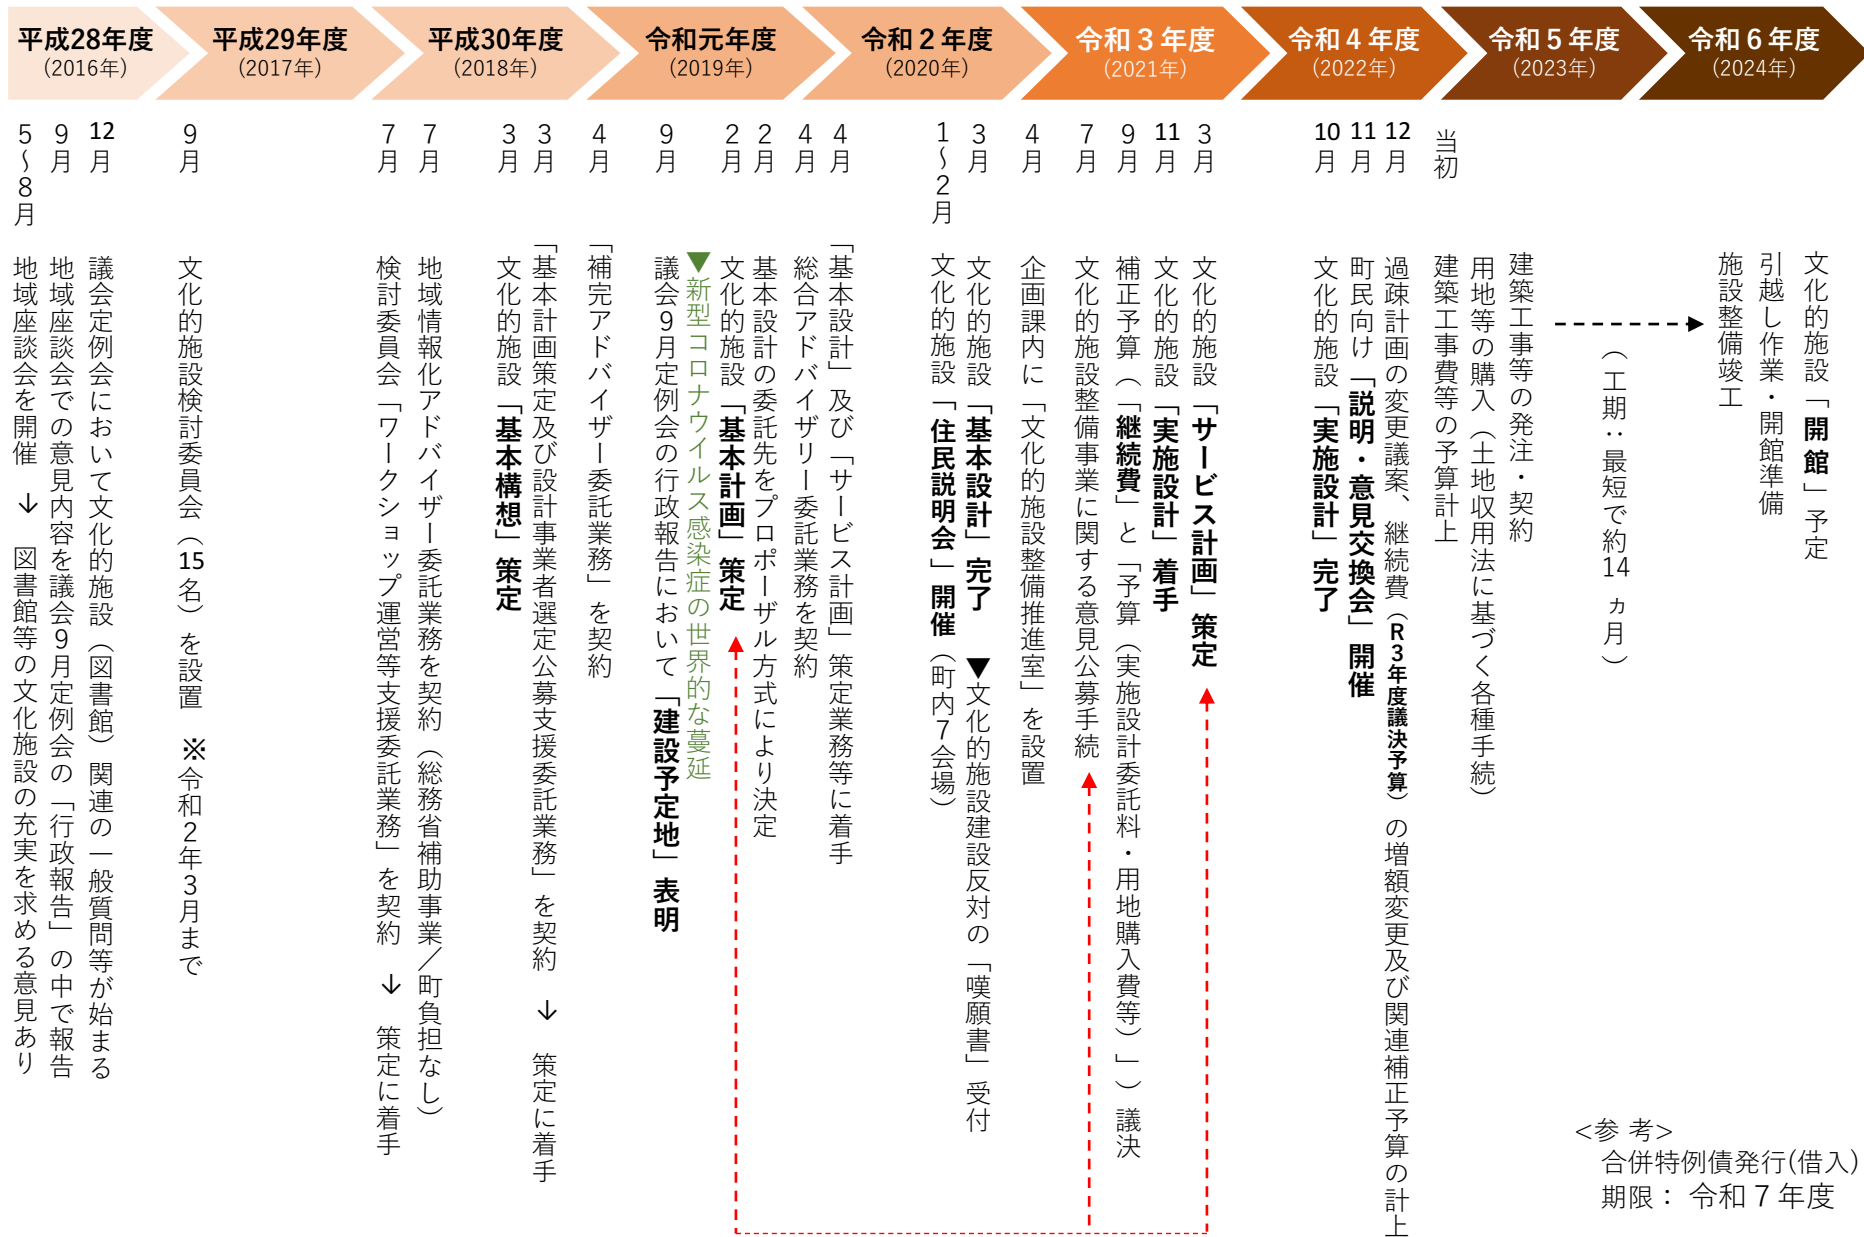 平成28年度
(2016年)
平成29年度
(2017年)
平成30年度
(2018年)
令和元年度
(2019年)
令和２年度
(2020年)
令和３年度
(2021年)
令和４年度
(2022年)
令和５年度
(2023年)
令和６年度
(2024年)
５～８月　地域座談会を開催　→　図書館等の文化施設の充実を求める意見あり
９月　地域座談会での意見内容を議会９月定例会の「行政報告」の中で報告
12月　議会定例会において文化的施設（図書館）関連の一般質問等が始まる
９月　文化的施設検討委員会（15名）を設置　※令和２年３月まで
７月　検討委員会「ワークショップ運営等支援委託業務」を契約　→　策定に着手
７月　地域情報化アドバイザー委託業務を契約（総務省補助事業／町負担なし）
３月　文化的施設「基本構想」策定
３月　「基本計画策定及び設計事業者選定公募支援委託業務」を契約　→　策定に着手
４月　「補完アドバイザー委託業務」を契約
９月　議会９月定例会の行政報告において「建設予定地」表明
▼新型コロナウイルス感染症の世界的な蔓延
２月　文化的施設「基本計画」策定
２月　基本設計の委託先をプロポーザル方式により決定
４月　総合アドバイザリー委託業務を契約
４月　「基本設計」及び「サービス計画」策定業務等に着手
１～２月　文化的施設「住民説明会」開催（町内７会場）
３月　文化的施設「基本設計」完了　▼文化的施設建設反対の「嘆願書」受付
４月　企画課内に「文化的施設整備推進室」を設置
７月　文化的施設整備事業に関する意見公募手続
９月　補正予算（「継続費」と「予算（実施設計委託料・用地購入費等）」）議決
11月　文化的施設「実施設計」着手
３月　文化的施設「サービス計画」策定
10月　文化的施設「実施設計」完了
11月　町民向け「説明・意見交換会」開催
12月　過疎計画の変更議案、継続費（R３年度議決予算）の増額変更及び関連補正予算の計上
当初　建築工事費等の予算計上
用地等の購入（土地収用法に基づく各種手続）
建築工事等の発注・契約
（工期：最短で約14ヵ月）
施設整備竣工
引越し作業・開館準備
文化的施設「開館」予定
<参 考>
合併特例債発行(借入)
期限： 令和７年度